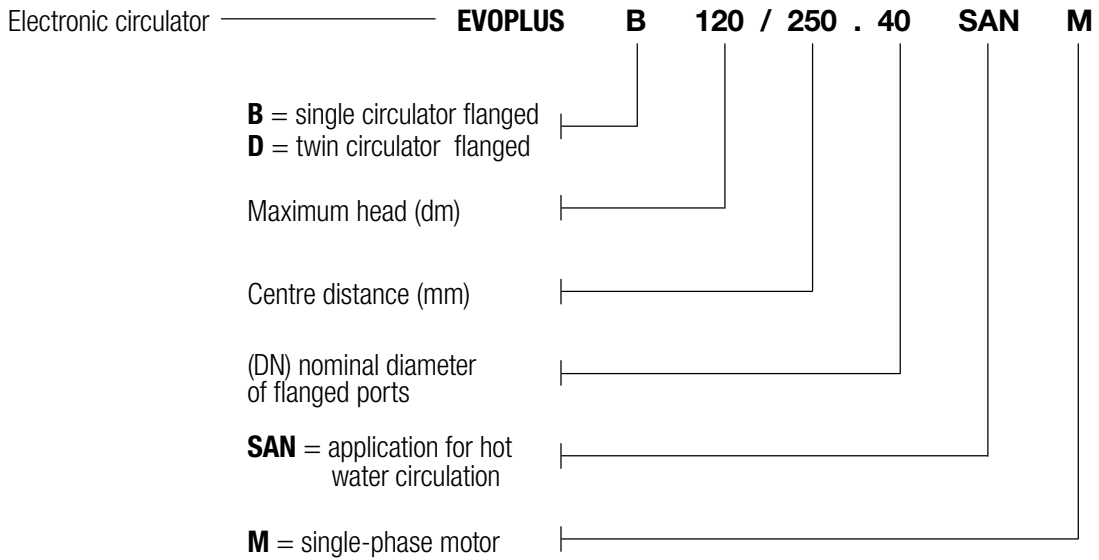 Electronic circulator EVOPLUS B 120 / 250 . 40 SAN M
B = single circulator flanged
D = twin circulator flanged
Maximum head (dm)
Centre distance (mm)
(DN) nominal diameter
of flanged ports
SAN = application for hot
water circulation
M = single-phase motor